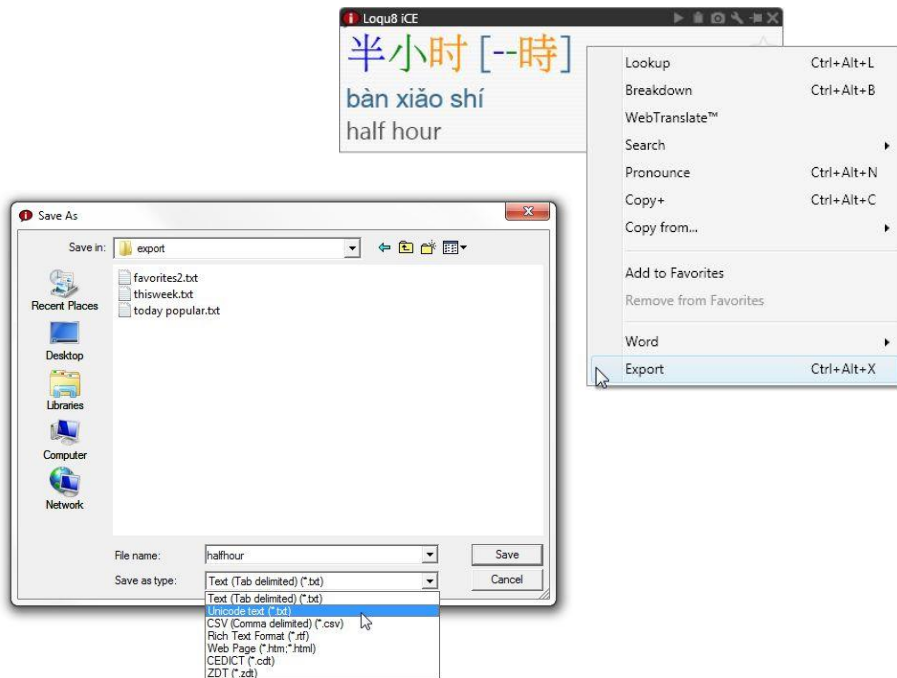 Loqu8 iCE
半小时 [--時]
bàn xiǎo shí
half hour
Lookup Ctrl+Alt+L
Breakdown Ctrl+Alt+B
WebTranslate™
Search
Pronounce Ctrl+Alt+N
Copy+ Ctrl+Alt+C
Copy from...
Add to Favorites
Remove from Favorites
Word
Export Ctrl+Alt+X
Save As
Save in: export
favorites2.txt
thisweek.txt
today popular.txt
Recent Places
Desktop
Libraries
Computer
Network
File name: halfhour Save
Save as type: Text (Tab delimited) (*.txt) Cancel
Text (Tab delimited) (*.txt)
Unicode text (*.txt)
CSV (Comma delimited) (*.csv)
Rich Text Format (*.rtf)
Web Page (*.htm;*.html)
CEDICT (*.cdt)
ZDT (*.zdt)